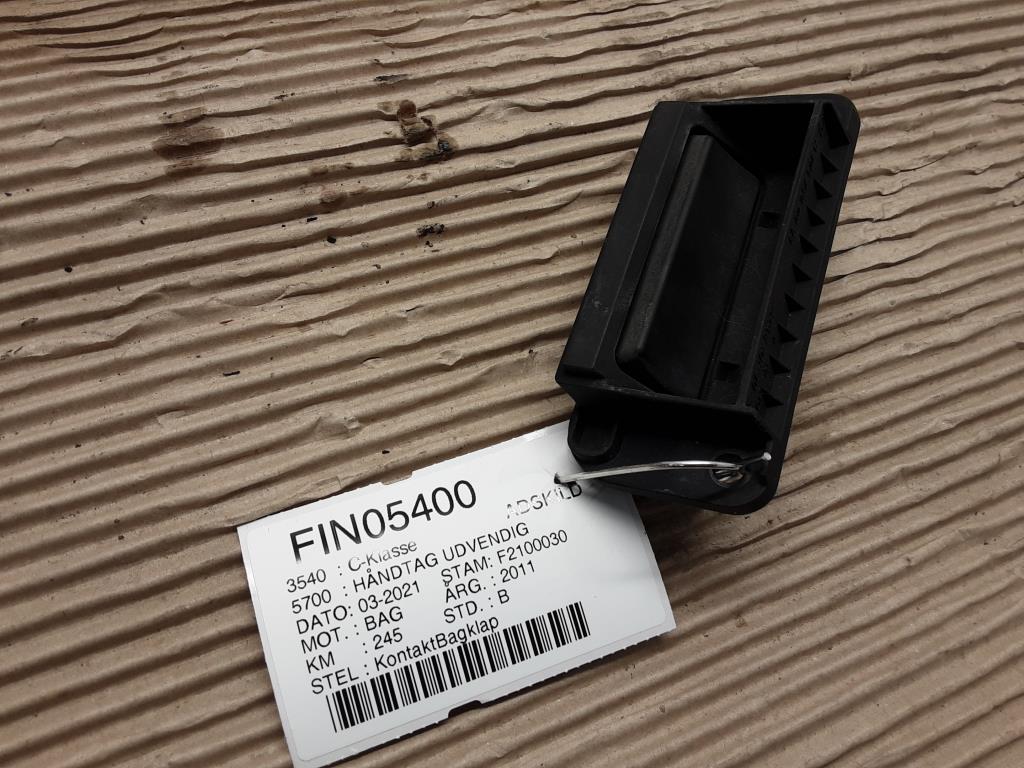 FIN05400 ADSKILD
3540 : C-Klasse
5700 : HÅNDTAG UDVENDIG
DATO: 03-2021 STAM: F2100030
MOT. : BAG ÅRG. : 2011
KM : 245 STD. : B
STEL : KontaktBagklap